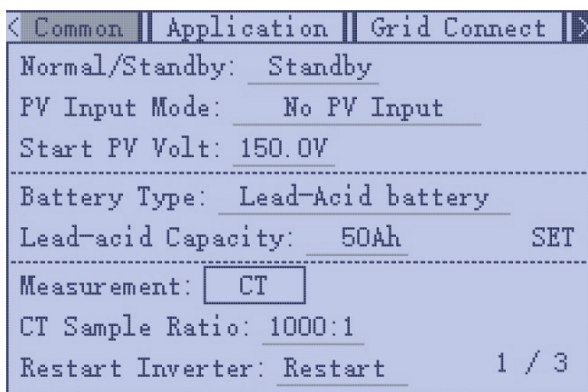 < Common Application Grid Connect >
Normal/Standby: Standby
PV Input Mode: No PV Input
Start PV Volt: 150.0V
Battery Type: Lead-Acid battery
Lead-acid Capacity: 50Ah SET
Measurement: CT
CT Sample Ratio: 1000:1
Restart Inverter: Restart 1 / 3